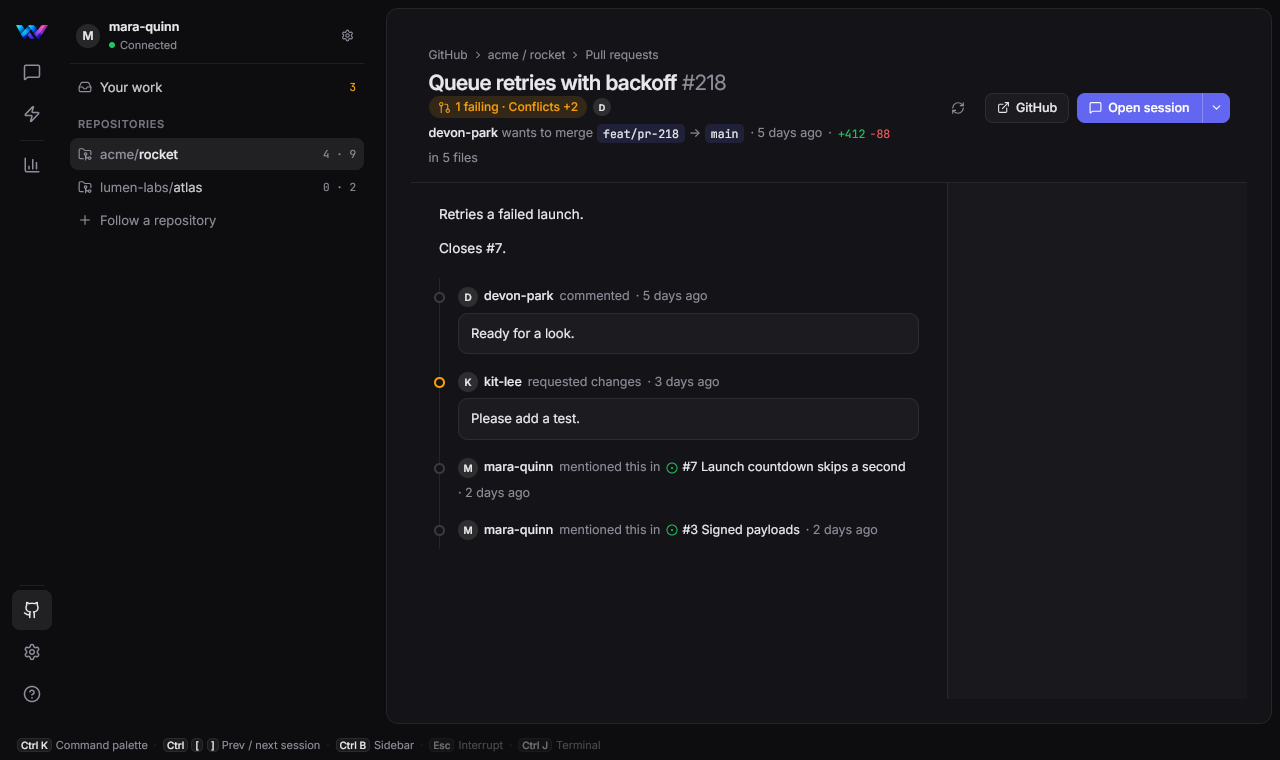 M
mara-quinn
Connected
Your work 3
REPOSITORIES
acme/rocket 4 · 9
lumen-labs/atlas 0 · 2
Follow a repository
GitHub › acme / rocket › Pull requests
Queue retries with backoff #218
1 failing · Conflicts +2 D
devon-park wants to merge feat/pr-218 → main · 5 days ago · +412 -88
in 5 files
GitHub
Open session
Retries a failed launch.
Closes #7.
D devon-park commented · 5 days ago
Ready for a look.
K kit-lee requested changes · 3 days ago
Please add a test.
M mara-quinn mentioned this in #7 Launch countdown skips a second
· 2 days ago
M mara-quinn mentioned this in #3 Signed payloads · 2 days ago
Ctrl K Command palette · Ctrl [ ] Prev / next session · Ctrl B Sidebar · Esc Interrupt · Ctrl J Terminal